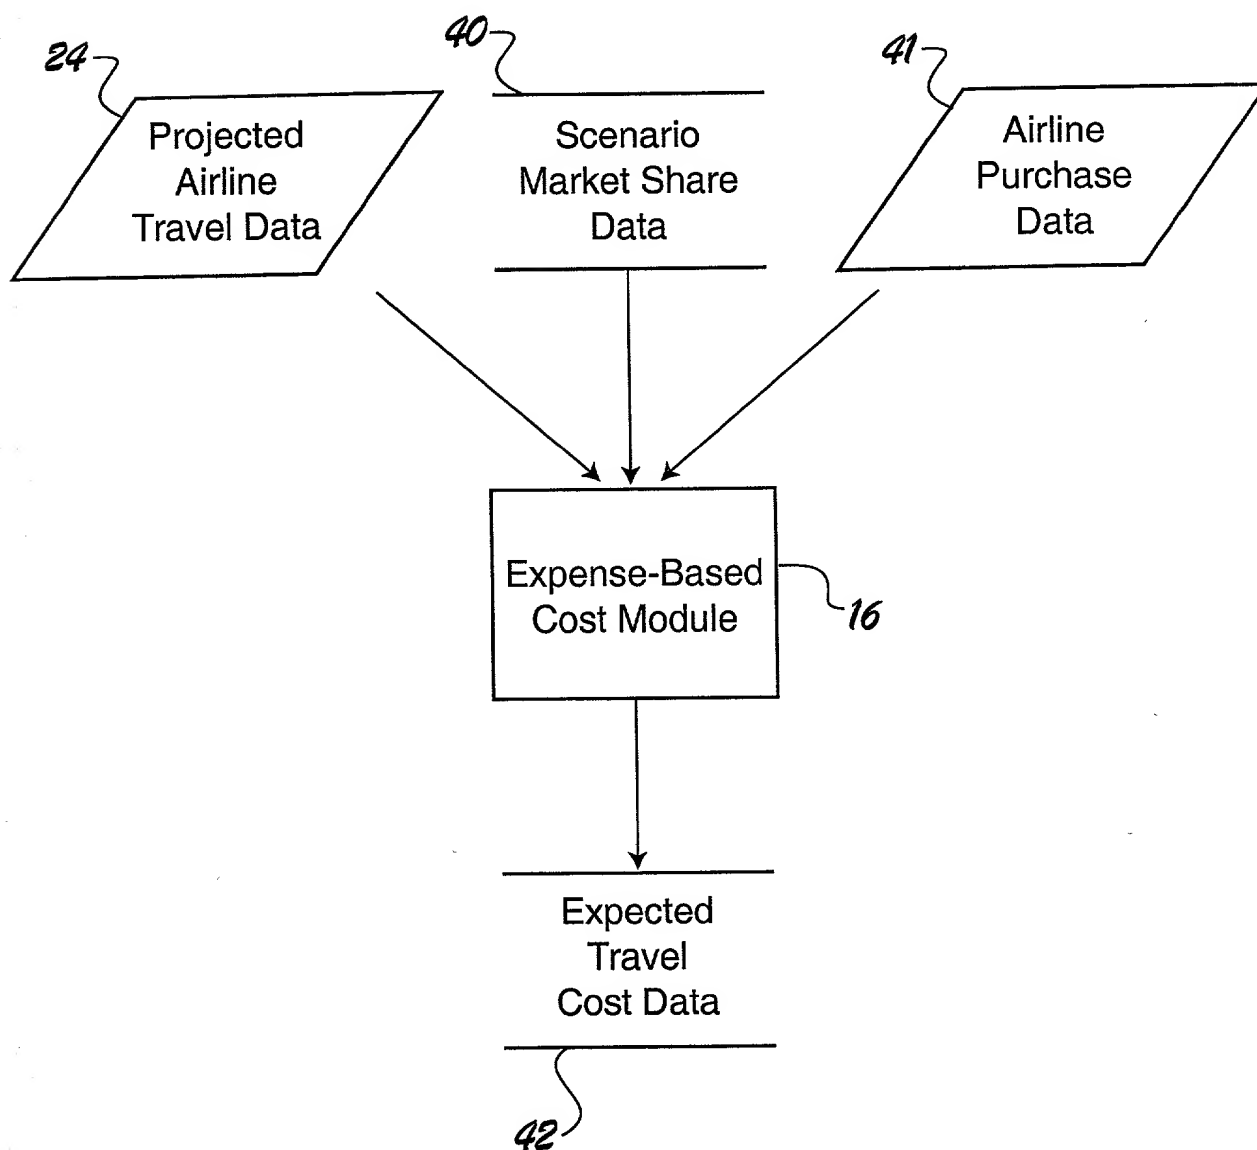 24
40
41
Projected
Airline
Travel Data
Scenario
Market Share
Data
Airline
Purchase
Data
Expense-Based
Cost Module
16
Expected
Travel
Cost Data
42